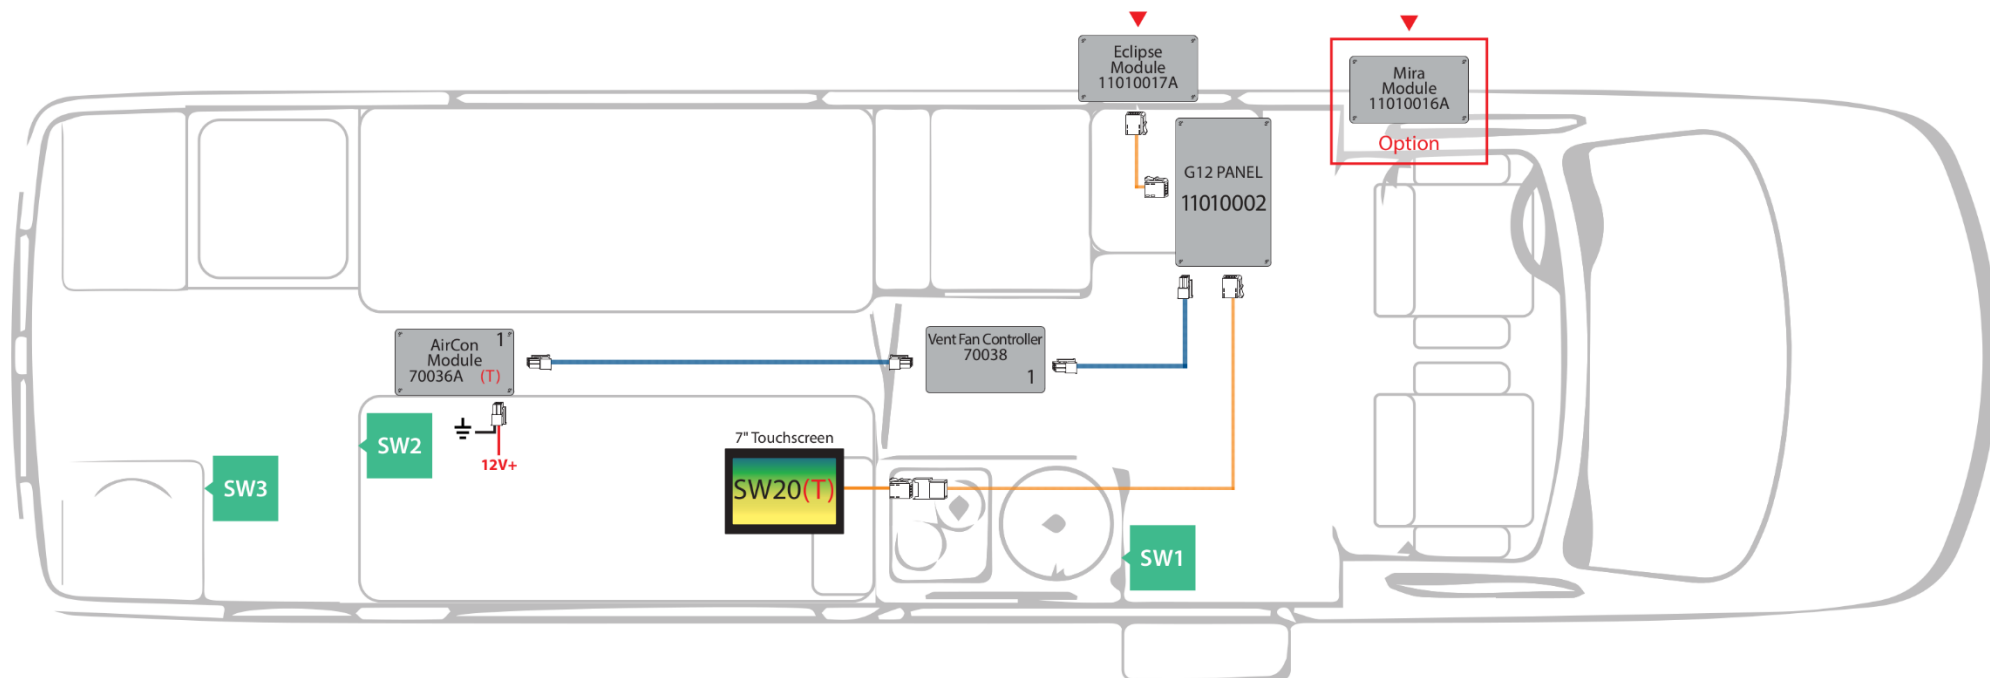 Eclipse
Module
11010017A
Mira
Module
11010016A
Option
G12 PANEL
11010002
AirCon
1
Module
70036A (T)
Vent Fan Controller
70038
1
12V+
SW2
SW3
7" Touchscreen
SW20(T)
SW1